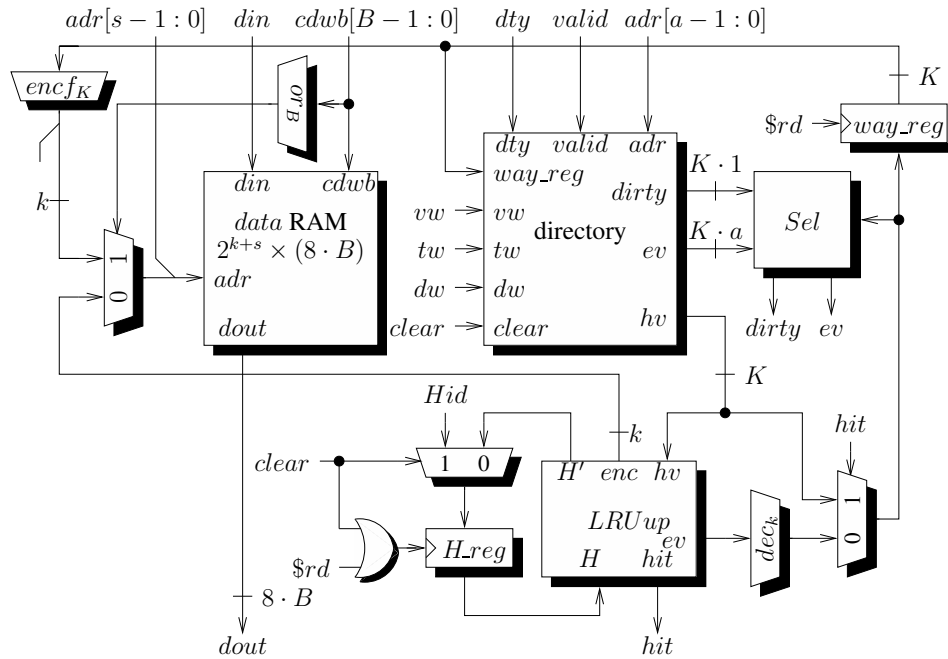 adr[s − 1 : 0] din cdwb[B − 1 : 0] dty valid adr[a − 1 : 0]
encf_K
K
or_B
$rd
way_reg
din cdwb
data RAM
2^{k+s} × (8 · B)
adr
dout
dty valid adr
way_reg
dirty
vw vw
directory
tw tw
ev
dw dw
hv
clear clear
K · 1
K · a
Sel
dirty ev
k
1
0
K
Hid
k
hit
clear
1 0
H′ enc hv
LRUup
ev
H hit
dec_k
1
0
$rd
H_reg
8 · B
dout
hit